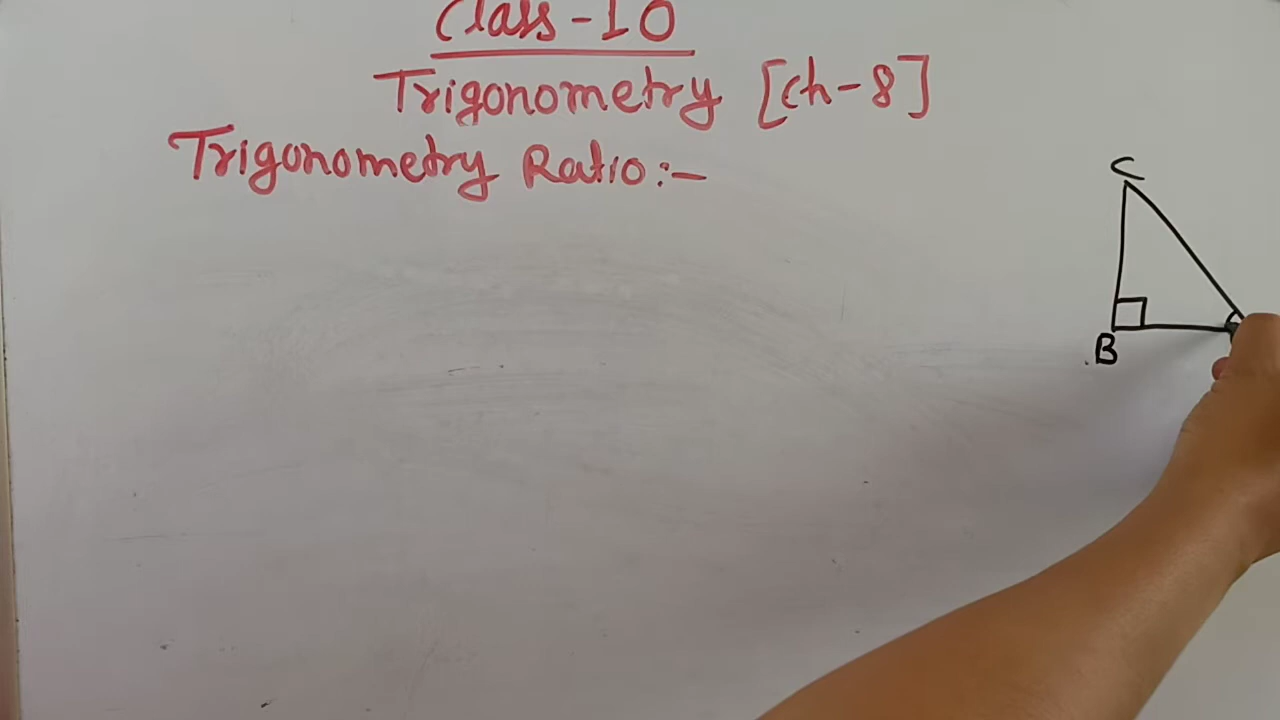 Class-10
Trigonometry [Ch-8]
Trigonometry Ratio:-
C
B